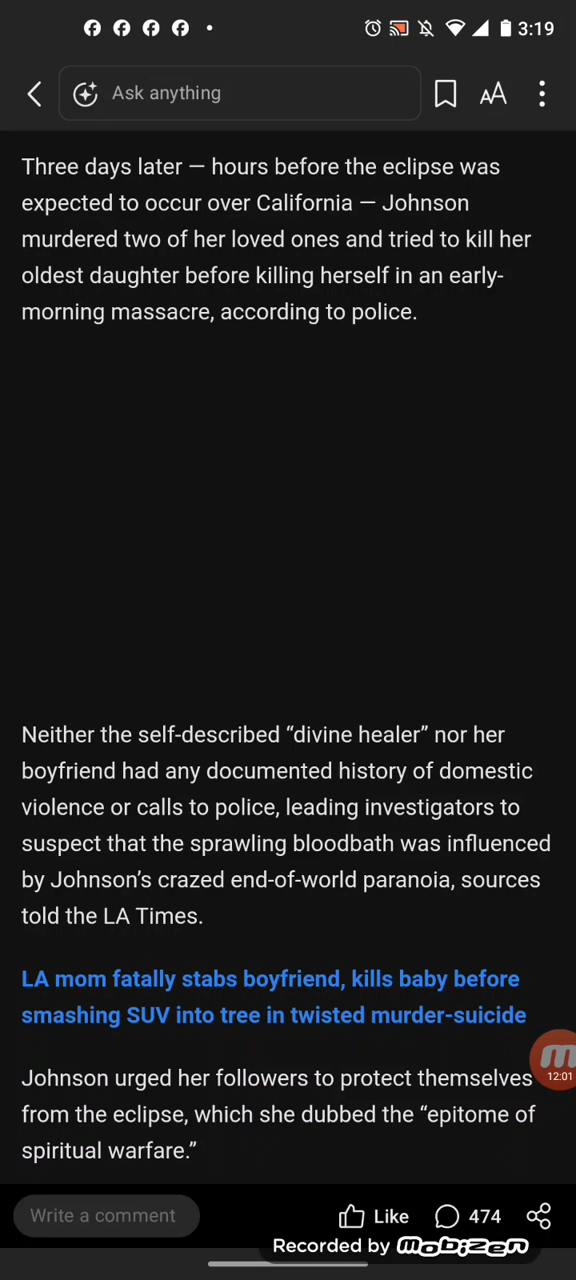 3:19
Ask anything
AA
Three days later — hours before the eclipse was
expected to occur over California — Johnson
murdered two of her loved ones and tried to kill her
oldest daughter before killing herself in an early-
morning massacre, according to police.
Neither the self-described “divine healer” nor her
boyfriend had any documented history of domestic
violence or calls to police, leading investigators to
suspect that the sprawling bloodbath was influenced
by Johnson’s crazed end-of-world paranoia, sources
told the LA Times.
LA mom fatally stabs boyfriend, kills baby before
smashing SUV into tree in twisted murder-suicide
12:01
Johnson urged her followers to protect themselves
from the eclipse, which she dubbed the “epitome of
spiritual warfare.”
Write a comment
Like
474
Recorded by mobizen